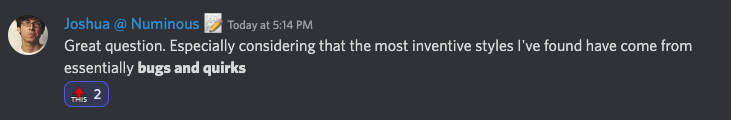 Joshua @ Numinous Today at 5:14 PM
Great question. Especially considering that the most inventive styles I've found have come from
essentially bugs and quirks
THIS 2